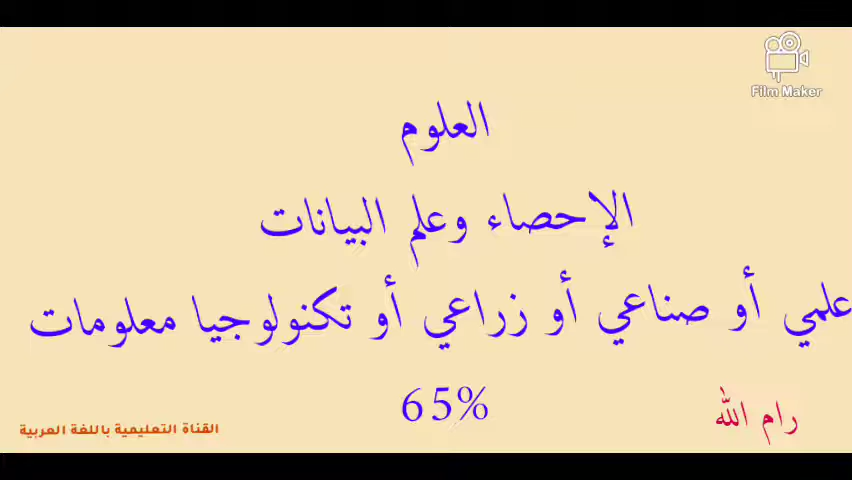 Film Maker
العلوم
الإحصاء وعلم البيانات
علمي أو صناعي أو زراعي أو تكنولوجيا معلومات
65%
رام الله
القناة التعليمية باللغة العربية